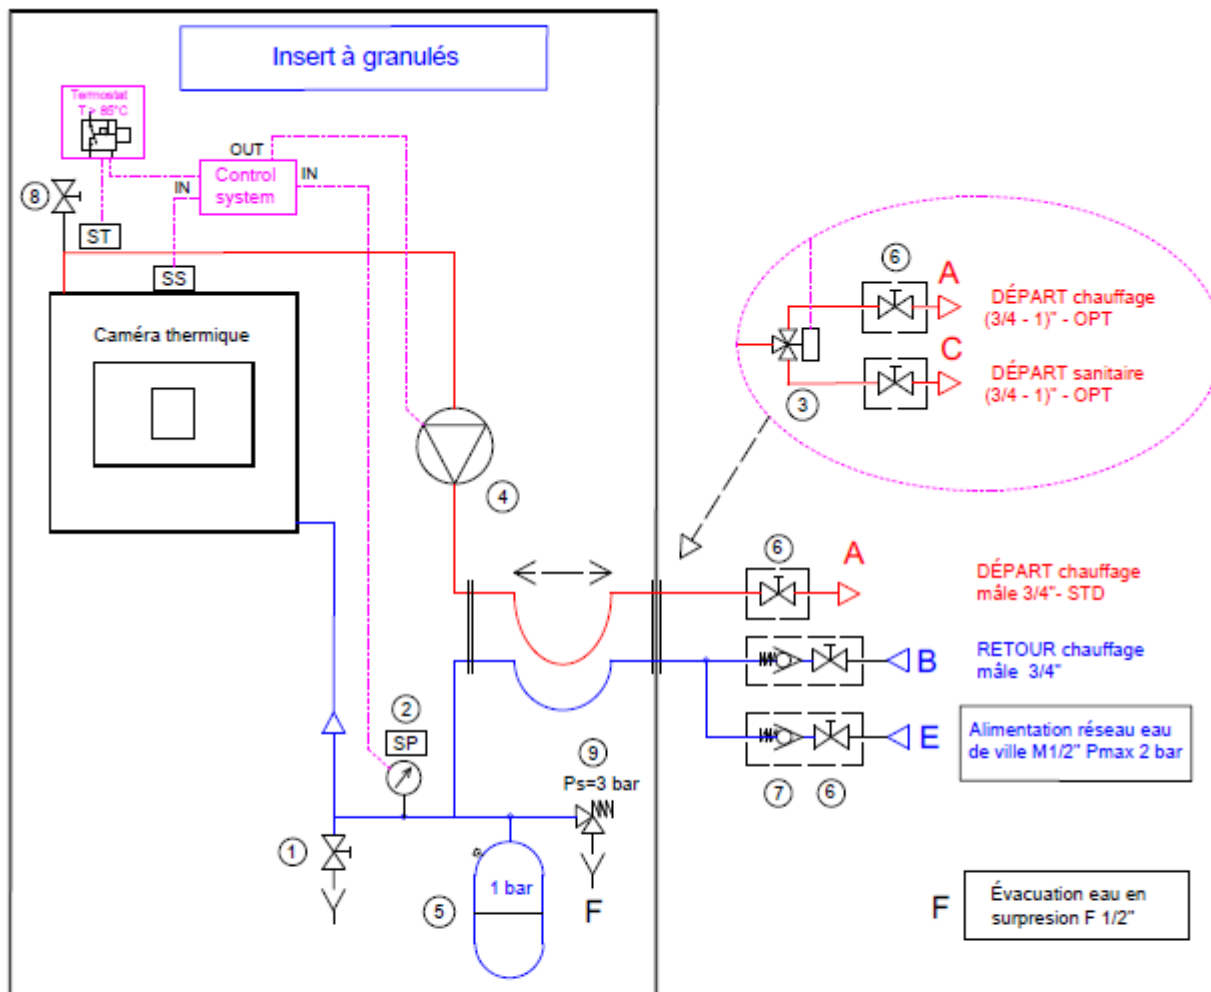 Insert à granulés
Termostat
T > 85°C
OUT
IN
Control
system
IN
8
ST
SS
Caméra thermique
4
6
A
DÉPART chauffage
(3/4 - 1)" - OPT
C
DÉPART sanitaire
(3/4 - 1)" - OPT
3
6
A
DÉPART chauffage
mâle 3/4"- STD
B
RETOUR chauffage
mâle 3/4"
2
SP
9
Ps=3 bar
E
Alimentation réseau eau
de ville M1/2" Pmax 2 bar
7
6
1
5
1 bar
F
F
Évacuation eau en
surpresion F 1/2"